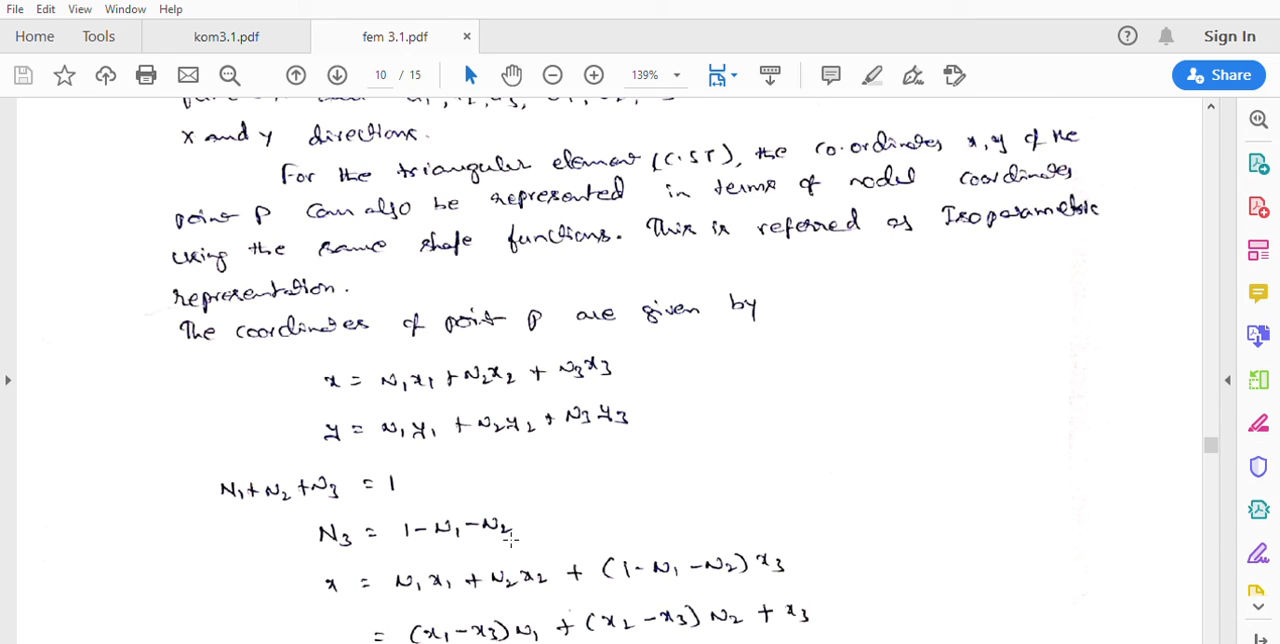 File Edit View Window Help
Home Tools kom3.1.pdf fem 3.1.pdf × Sign In
10 / 15 139% Share
x and y directions.
For the triangular element (C.S.T), the co.ordinates x, y of the
point P can also be represented in terms of nodal coordinates
using the same shape functions. This is referred as Isoparametric
representation.
The coordinates of point P are given by
x = N₁x₁ + N₂x₂ + N₃x₃
y = N₁y₁ + N₂y₂ + N₃y₃
N₁ + N₂ + N₃ = 1
N₃ = 1 - N₁ - N₂
x = N₁x₁ + N₂x₂ + (1 - N₁ - N₂) x₃
= (x₁ - x₃) N₁ + (x₂ - x₃) N₂ + x₃